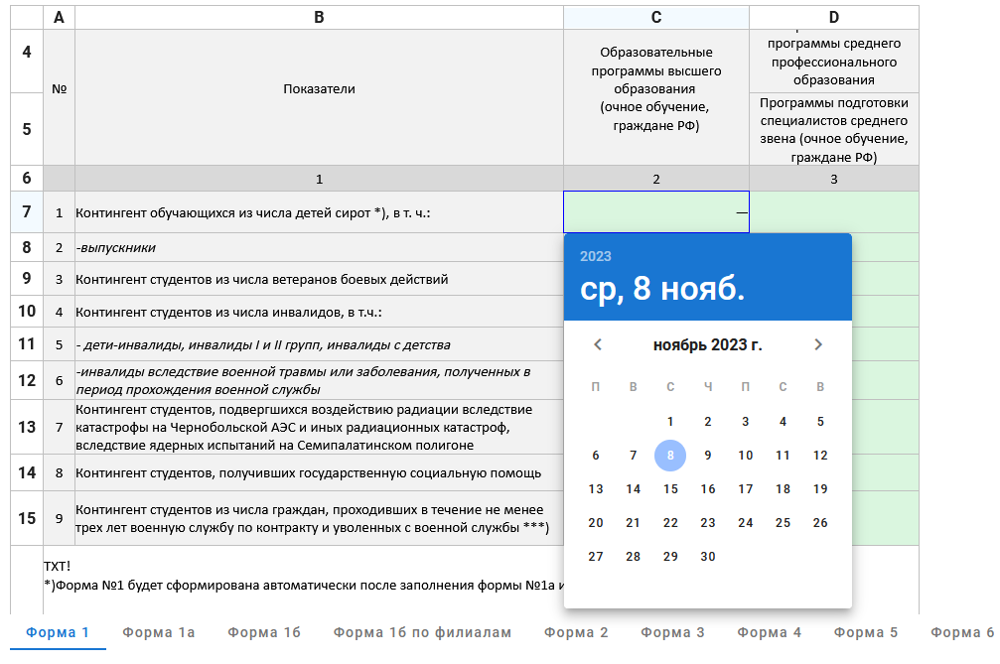 A B C D
4
5
№
Показатели
Образовательные
программы высшего
образования
(очное обучение,
граждане РФ)
программы среднего
профессионального
образования
Программы подготовки
специалистов среднего
звена (очное обучение,
граждане РФ)
6 1 2 3
7 1 Контингент обучающихся из числа детей сирот *), в т. ч.: —
8 2 -выпускники
9 3 Контингент студентов из числа ветеранов боевых действий
10 4 Контингент студентов из числа инвалидов, в т.ч.:
11 5 - дети-инвалиды, инвалиды I и II групп, инвалиды с детства
12 6 -инвалиды вследствие военной травмы или заболевания, полученных в
период прохождения военной службы
13 7 Контингент студентов, подвергшихся воздействию радиации вследствие
катастрофы на Чернобольской АЭС и иных радиационных катастроф,
вследствие ядерных испытаний на Семипалатинском полигоне
14 8 Контингент студентов, получивших государственную социальную помощь
15 9 Контингент студентов из числа граждан, проходивших в течение не менее
трех лет военную службу по контракту и уволенных с военной службы ***)
TXT!
*)Форма №1 будет сформирована автоматически после заполнения формы №1а и
2023
ср, 8 нояб.
ноябрь 2023 г.
П В С Ч П С В
1 2 3 4 5
6 7 8 9 10 11 12
13 14 15 16 17 18 19
20 21 22 23 24 25 26
27 28 29 30
Форма 1 Форма 1а Форма 1б Форма 1б по филиалам Форма 2 Форма 3 Форма 4 Форма 5 Форма 6